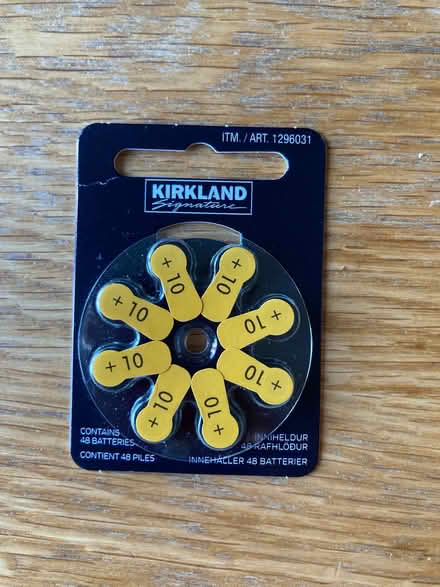 ITM. / ART. 1296031
KIRKLAND
Signature
+ 10
+ 10
+ 10
+ 10
+ 10
+ 10
+ 10
+ 10
CONTAINS
48 BATTERIES
CONTIENT 48 PILES
INNIHELDUR
48 RAFHLÖÐUR
INNEHÅLLER 48 BATTERIER